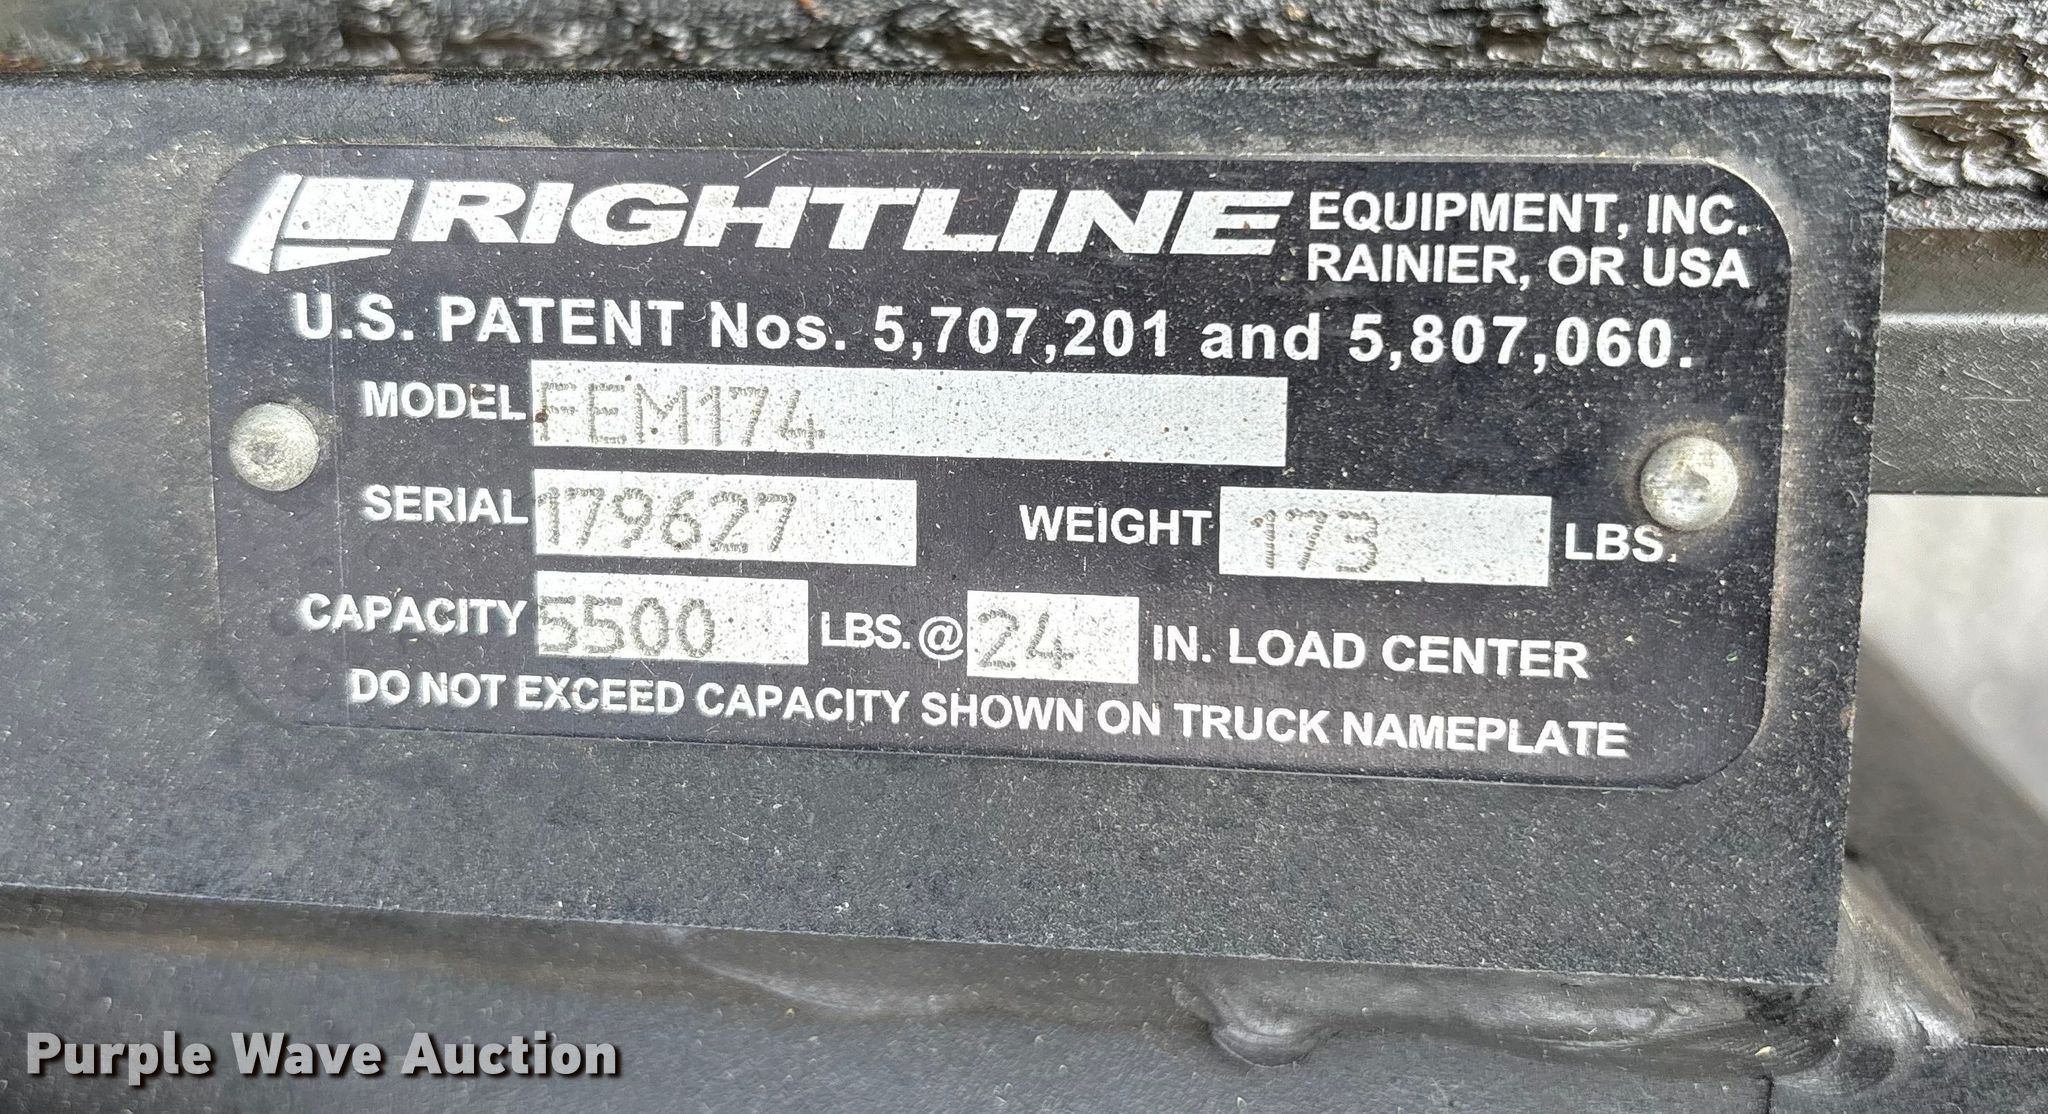 RIGHTLINE EQUIPMENT, INC.
RAINIER, OR USA
U.S. PATENT Nos. 5,707,201 and 5,807,060.
MODEL FEM174
SERIAL 179627 WEIGHT 173 LBS.
CAPACITY 5500 LBS. @ 24 IN. LOAD CENTER
DO NOT EXCEED CAPACITY SHOWN ON TRUCK NAMEPLATE
Purple Wave Auction